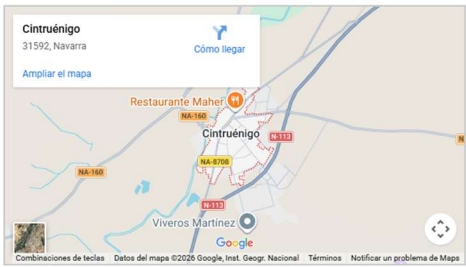 Cintruénigo
31592, Navarra
Cómo llegar
Ampliar el mapa
Restaurante Maher
NA-160
Cintruénigo
N-113
NA-8708
NA-160
N-113
Viveros Martínez
Google
Combinaciones de teclas Datos del mapa ©2026 Google, Inst. Geogr. Nacional Términos Notificar un problema de Maps